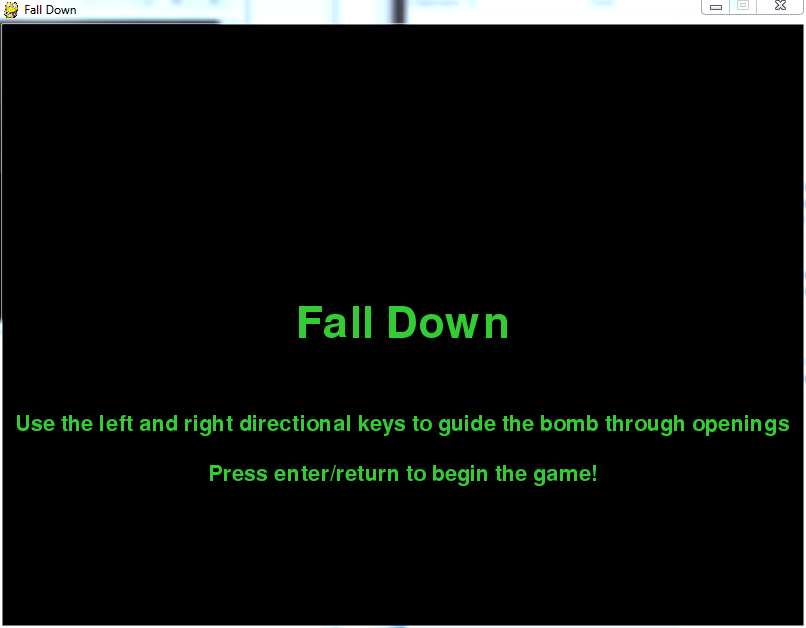 Fall Down
Fall Down
Use the left and right directional keys to guide the bomb through openings
Press enter/return to begin the game!